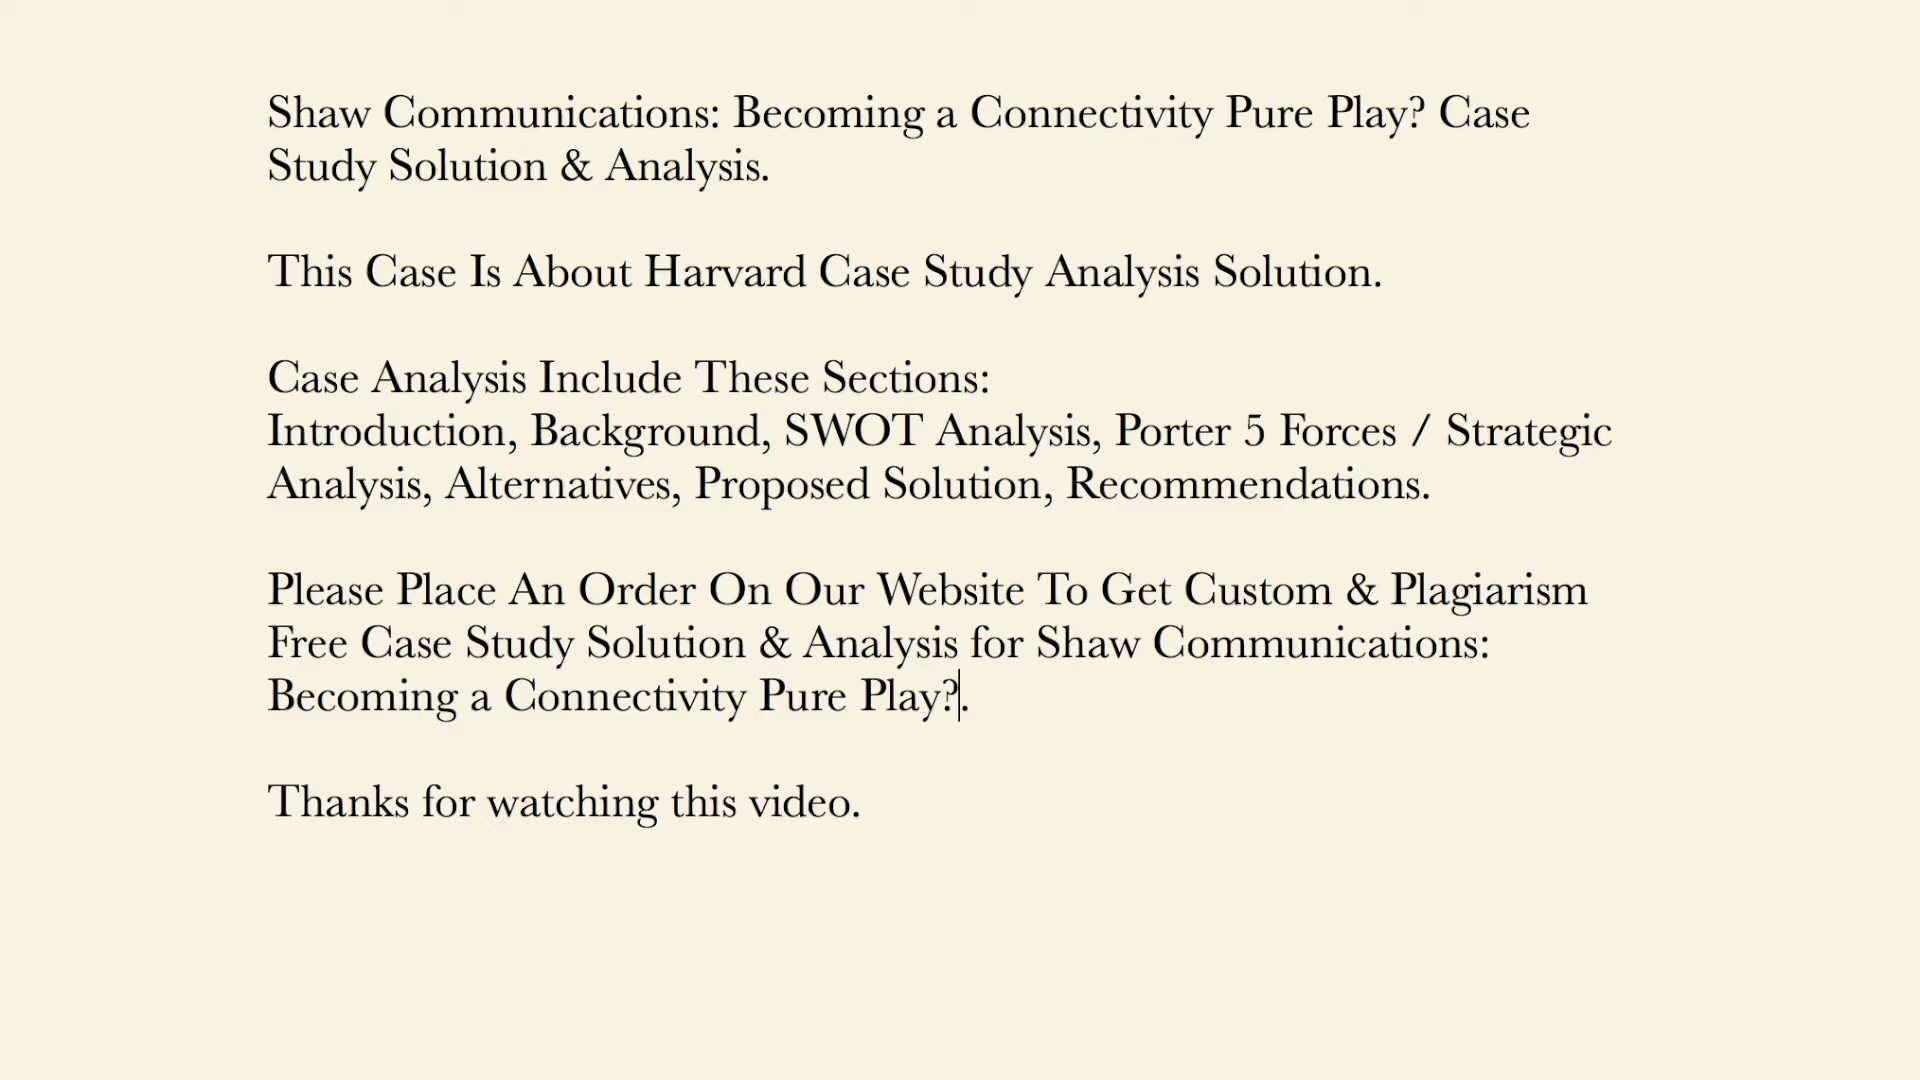 Shaw Communications: Becoming a Connectivity Pure Play? Case
Study Solution & Analysis.
This Case Is About Harvard Case Study Analysis Solution.
Case Analysis Include These Sections:
Introduction, Background, SWOT Analysis, Porter 5 Forces / Strategic
Analysis, Alternatives, Proposed Solution, Recommendations.
Please Place An Order On Our Website To Get Custom & Plagiarism
Free Case Study Solution & Analysis for Shaw Communications:
Becoming a Connectivity Pure Play?.
Thanks for watching this video.